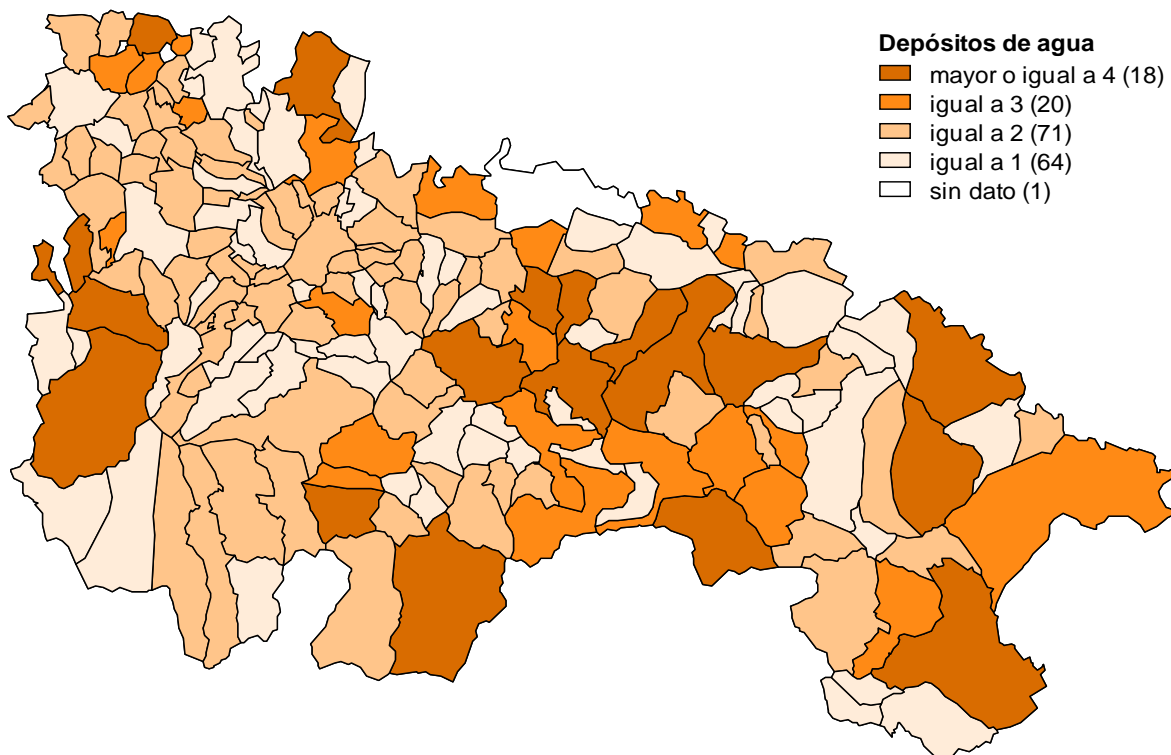 Depósitos de agua
mayor o igual a 4 (18)
igual a 3 (20)
igual a 2 (71)
igual a 1 (64)
sin dato (1)